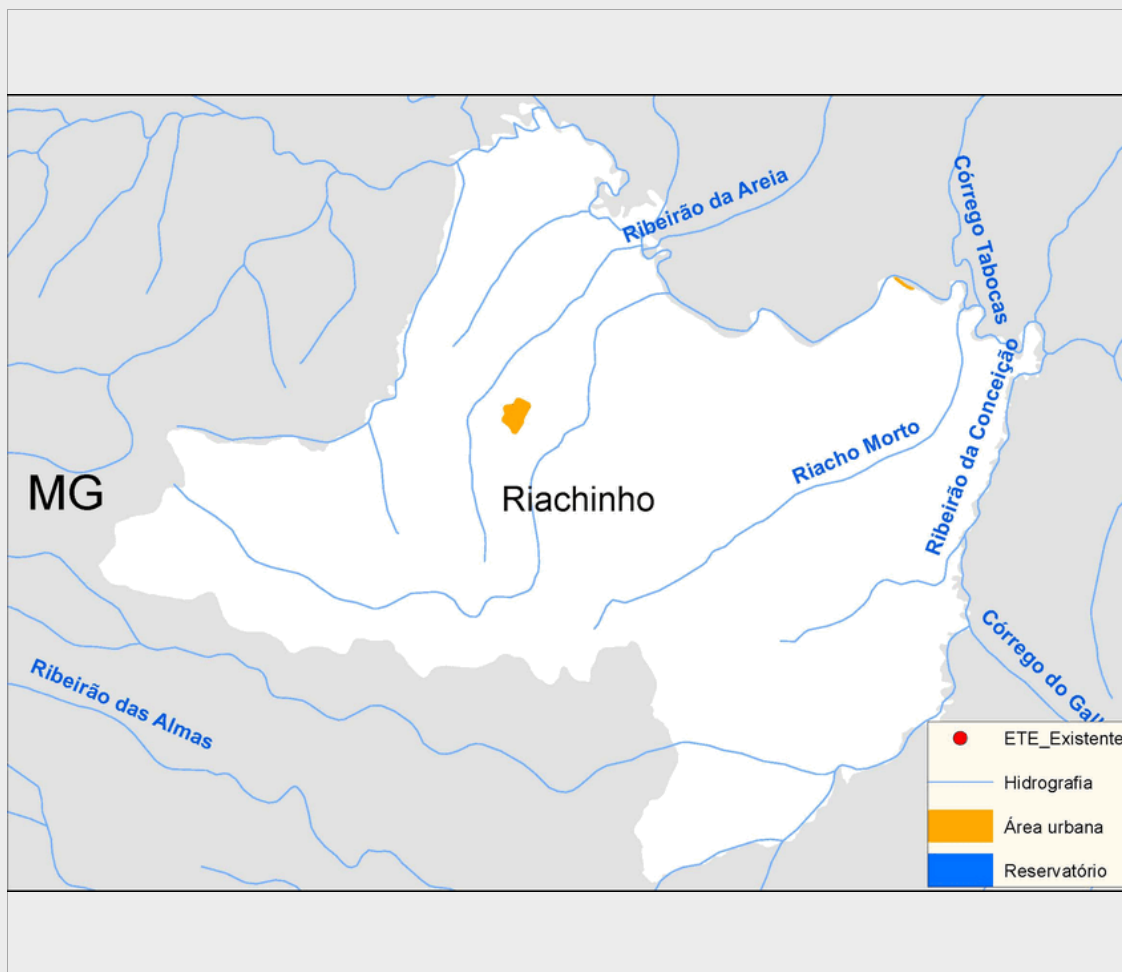 Ribeirão da Areia
Córrego Tabocas
Ribeirão da Conceição
Riacho Morto
MG
Riachinho
Ribeirão das Almas
Córrego do Gall
ETE_Existente
Hidrografia
Área urbana
Reservatório